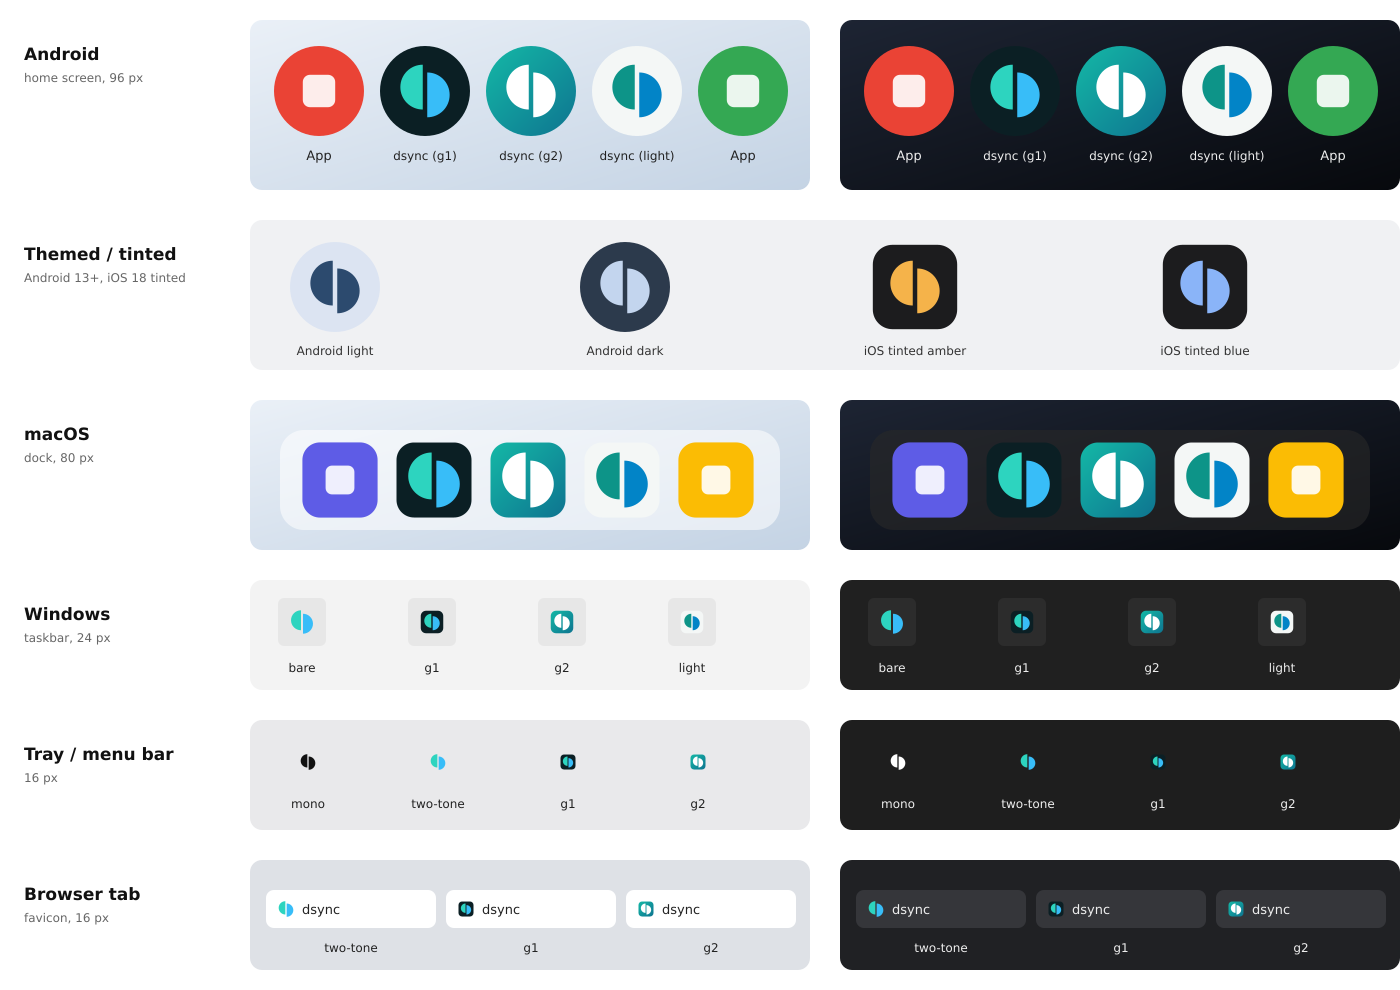 Android
home screen, 96 px
App
dsync (g1)
dsync (g2)
dsync (light)
App
App
dsync (g1)
dsync (g2)
dsync (light)
App
Themed / tinted
Android 13+, iOS 18 tinted
Android light
Android dark
iOS tinted amber
iOS tinted blue
macOS
dock, 80 px
Windows
taskbar, 24 px
bare
g1
g2
light
bare
g1
g2
light
Tray / menu bar
16 px
mono
two-tone
g1
g2
mono
two-tone
g1
g2
Browser tab
favicon, 16 px
dsync
dsync
dsync
two-tone
g1
g2
dsync
dsync
dsync
two-tone
g1
g2